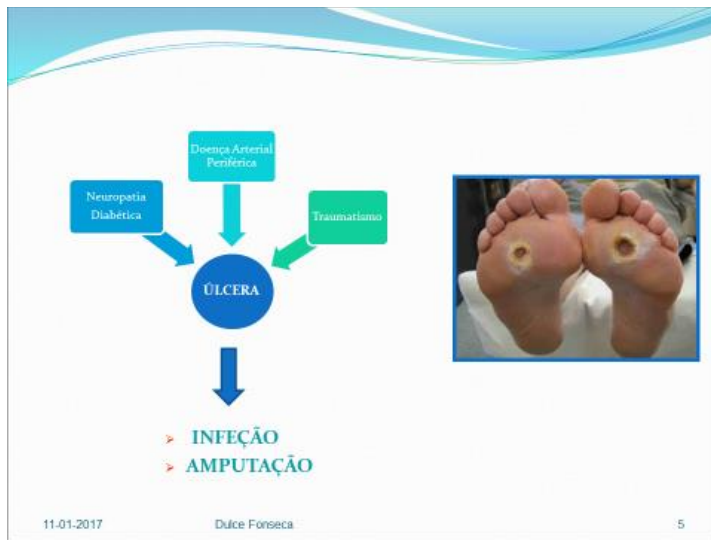 Doença Arterial
Periférica
Neuropatia
Diabética
Traumatismo
ÚLCERA
INFEÇÃO
AMPUTAÇÃO
11-01-2017
Dulce Fonseca
5